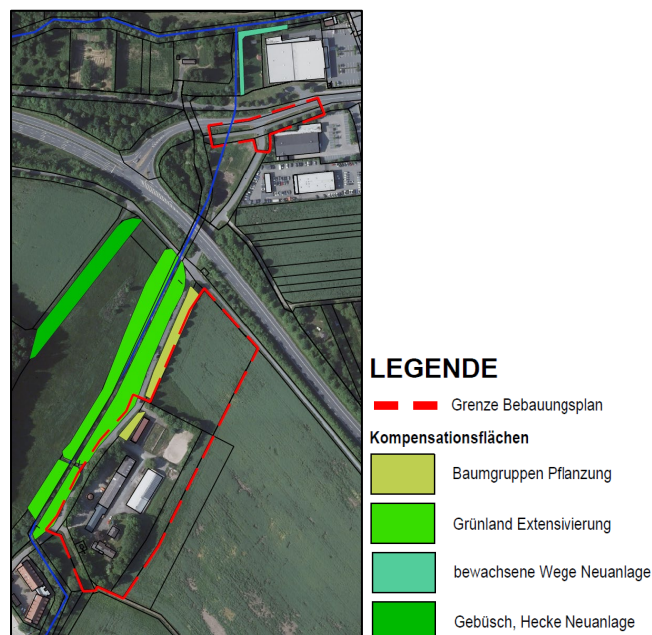 LEGENDE
Grenze Bebauungsplan
Kompensationsflächen
Baumgruppen Pflanzung
Grünland Extensivierung
bewachsene Wege Neuanlage
Gebüsch, Hecke Neuanlage